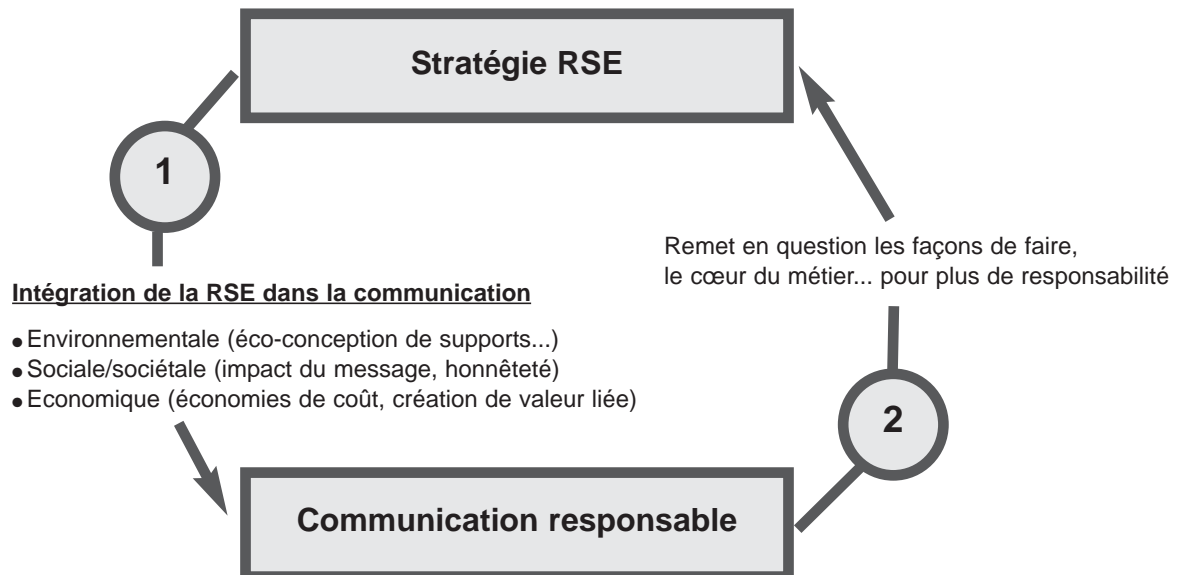 Stratégie RSE
1
Intégration de la RSE dans la communication
● Environnementale (éco-conception de supports...)
● Sociale/sociétale (impact du message, honnêteté)
● Economique (économies de coût, création de valeur liée)
Remet en question les façons de faire,
le cœur du métier... pour plus de responsabilité
2
Communication responsable